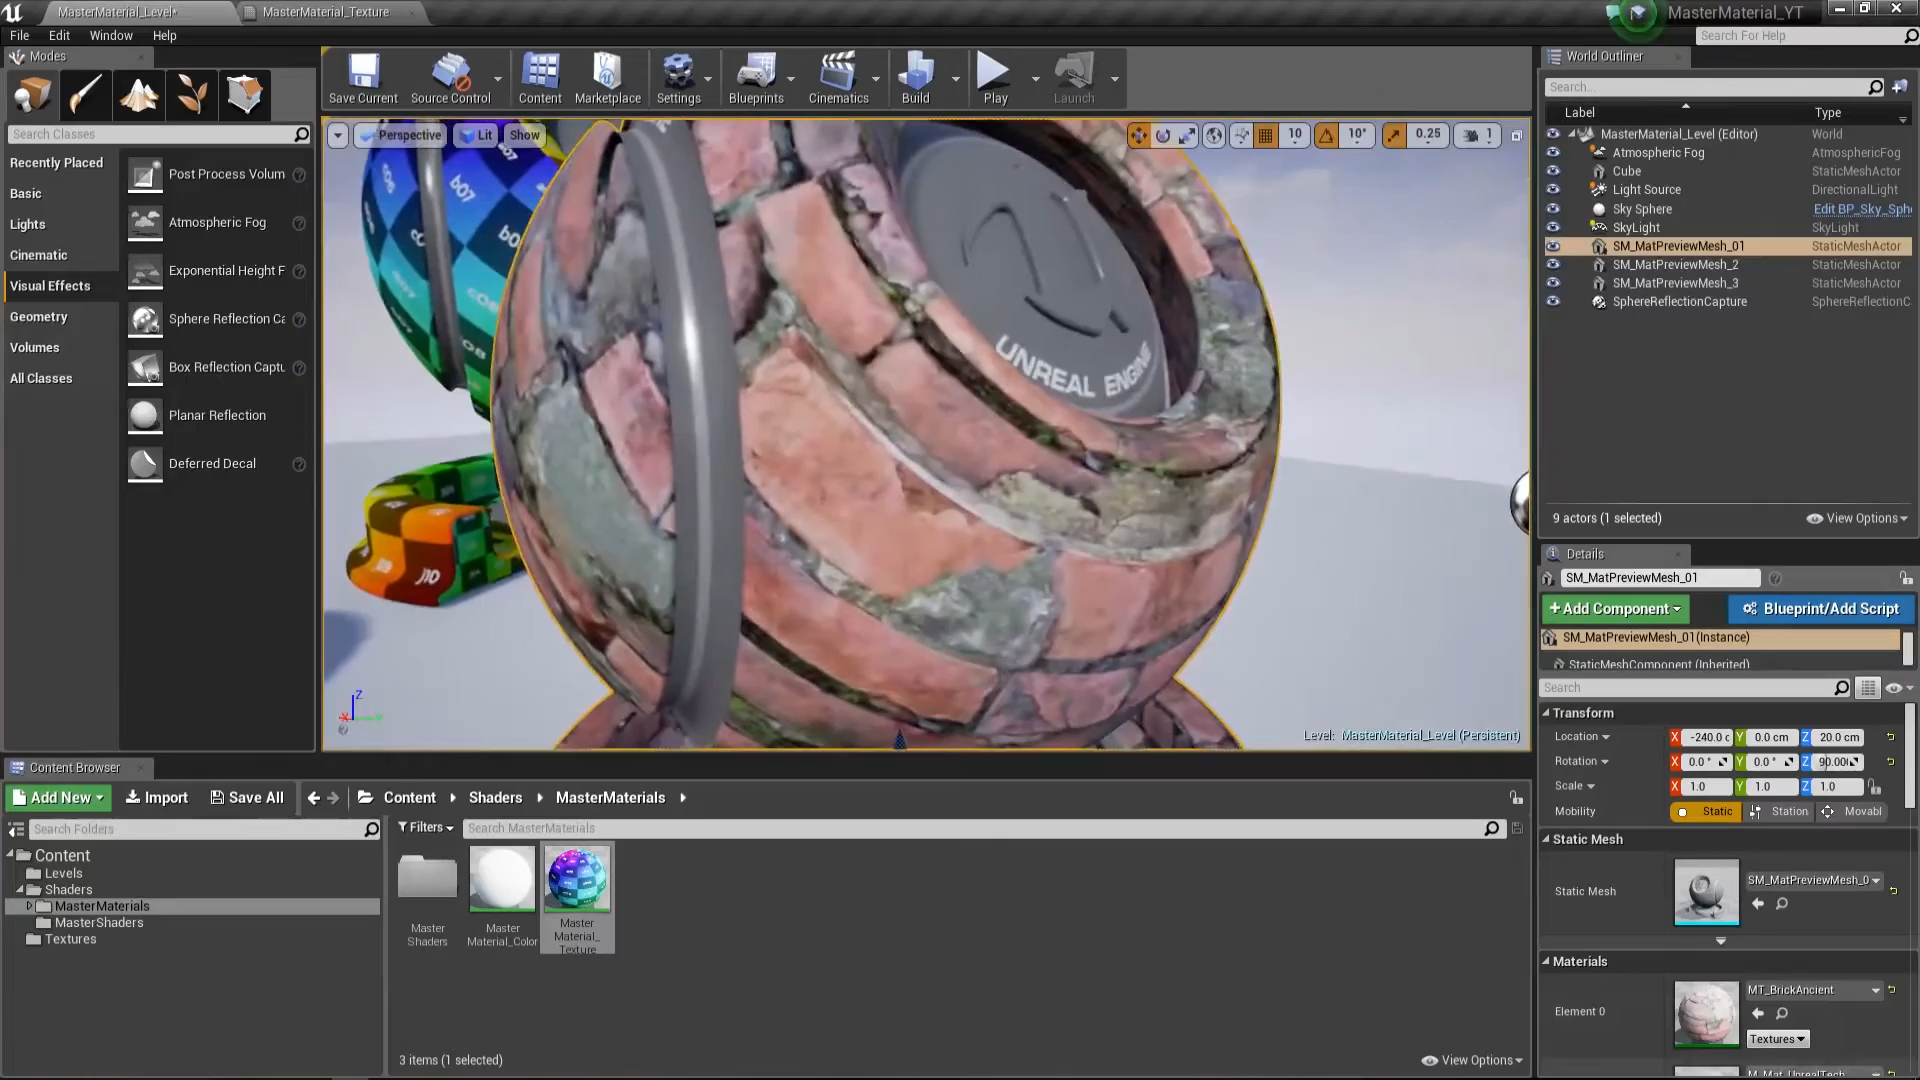 MasterMaterial_Level*
MasterMaterial_Texture
MasterMaterial_YT
File Edit Window Help
Search For Help
Modes
Search Classes
Recently Placed
Basic
Lights
Cinematic
Visual Effects
Geometry
Volumes
All Classes
Post Process Volum
Atmospheric Fog
Exponential Height F
Sphere Reflection Ca
Box Reflection Captu
Planar Reflection
Deferred Decal
Save Current
Source Control
Content
Marketplace
Settings
Blueprints
Cinematics
Build
Play
Launch
Perspective
Lit
Show
10
10°
0.25
1
b07
UNREAL ENGINE
J10
Z
X
Level: MasterMaterial_Level (Persistent)
World Outliner
Search...
Label Type
MasterMaterial_Level (Editor) World
Atmospheric Fog AtmosphericFog
Cube StaticMeshActor
Light Source DirectionalLight
Sky Sphere Edit BP_Sky_Sph
SkyLight SkyLight
SM_MatPreviewMesh_01 StaticMeshActor
SM_MatPreviewMesh_2 StaticMeshActor
SM_MatPreviewMesh_3 StaticMeshActor
SphereReflectionCapture SphereReflectionC
9 actors (1 selected)
View Options
Details
SM_MatPreviewMesh_01
+Add Component
Blueprint/Add Script
SM_MatPreviewMesh_01(Instance)
StaticMeshComponent (Inherited)
Search
Transform
Location X -240.0 c Y 0.0 cm Z 20.0 cm
Rotation X 0.0 ° Y 0.0 ° Z 90.00
Scale X 1.0 Y 1.0 Z 1.0
Mobility Static Station Movabl
Static Mesh
Static Mesh
SM_MatPreviewMesh_0
Materials
Element 0
MT_BrickAncient
Textures
M_Mat_UnrealTech
Content Browser
Add New
Import
Save All
Content
Shaders
MasterMaterials
Search Folders
Filters
Search MasterMaterials
Content
Levels
Shaders
MasterMaterials
MasterShaders
Textures
Master
Shaders
Master
Material_Color
Master
Material_
Texture
3 items (1 selected)
View Options